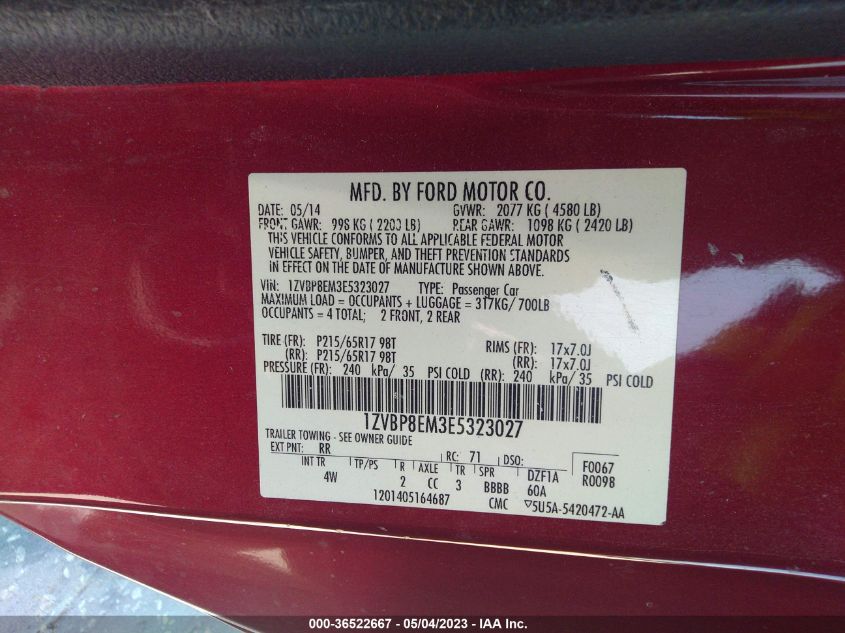 MFD. BY FORD MOTOR CO.
DATE: 05/14 GVWR: 2077 KG ( 4580 LB)
FRONT GAWR: 998 KG ( 2200 LB) REAR GAWR: 1098 KG ( 2420 LB)
THIS VEHICLE CONFORMS TO ALL APPLICABLE FEDERAL MOTOR
VEHICLE SAFETY, BUMPER, AND THEFT PREVENTION STANDARDS
IN EFFECT ON THE DATE OF MANUFACTURE SHOWN ABOVE.
VIN: 1ZVBP8EM3E5323027 TYPE: Passenger Car
MAXIMUM LOAD = OCCUPANTS + LUGGAGE = 317KG/ 700LB
OCCUPANTS = 4 TOTAL; 2 FRONT, 2 REAR
TIRE (FR): P215/65R17 98T RIMS (FR): 17x7.0J
(RR): P215/65R17 98T (RR): 17x7.0J
PRESSURE (FR): 240 kPa/ 35 PSI COLD (RR): 240 kPa/ 35 PSI COLD
1ZVBP8EM3E5323027
TRAILER TOWING - SEE OWNER GUIDE
EXT PNT: RR RC: 71 DSO: F0067
INT TR TP/PS R AXLE TR SPR DZF1A R0098
4W 2 CC 3 BBBB 60A
1201405164687 CMC ▽5U5A-5420472-AA
000-36522667 - 05/04/2023 - IAA Inc.